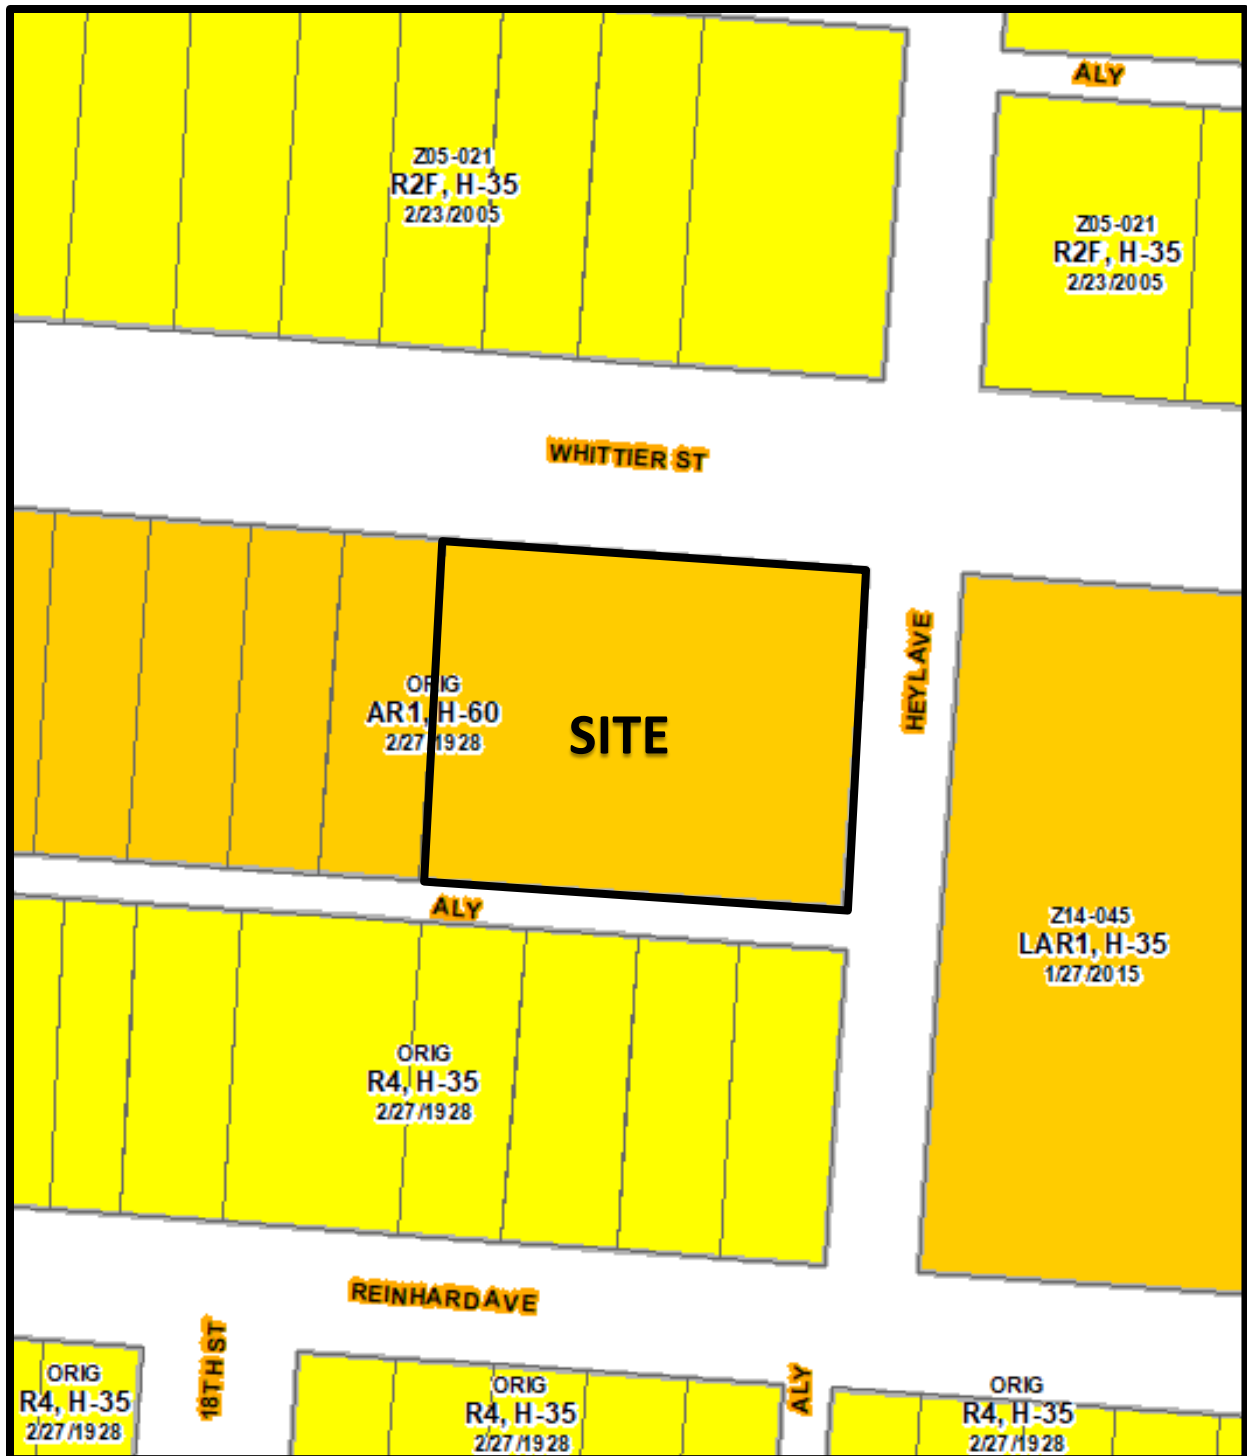 ALY
Z05-021
R2F, H-35
2/23/2005
Z05-021
R2F, H-35
2/23/2005
WHITTIER ST
HEYL AVE
ORIG
AR1, H-60
2/27/1928
SITE
ALY
Z14-045
LAR1, H-35
1/27/2015
ORIG
R4, H-35
2/27/1928
REINHARD AVE
18TH ST
ALY
ORIG
R4, H-35
2/27/1928
ORIG
R4, H-35
2/27/1928
ORIG
R4, H-35
2/27/1928